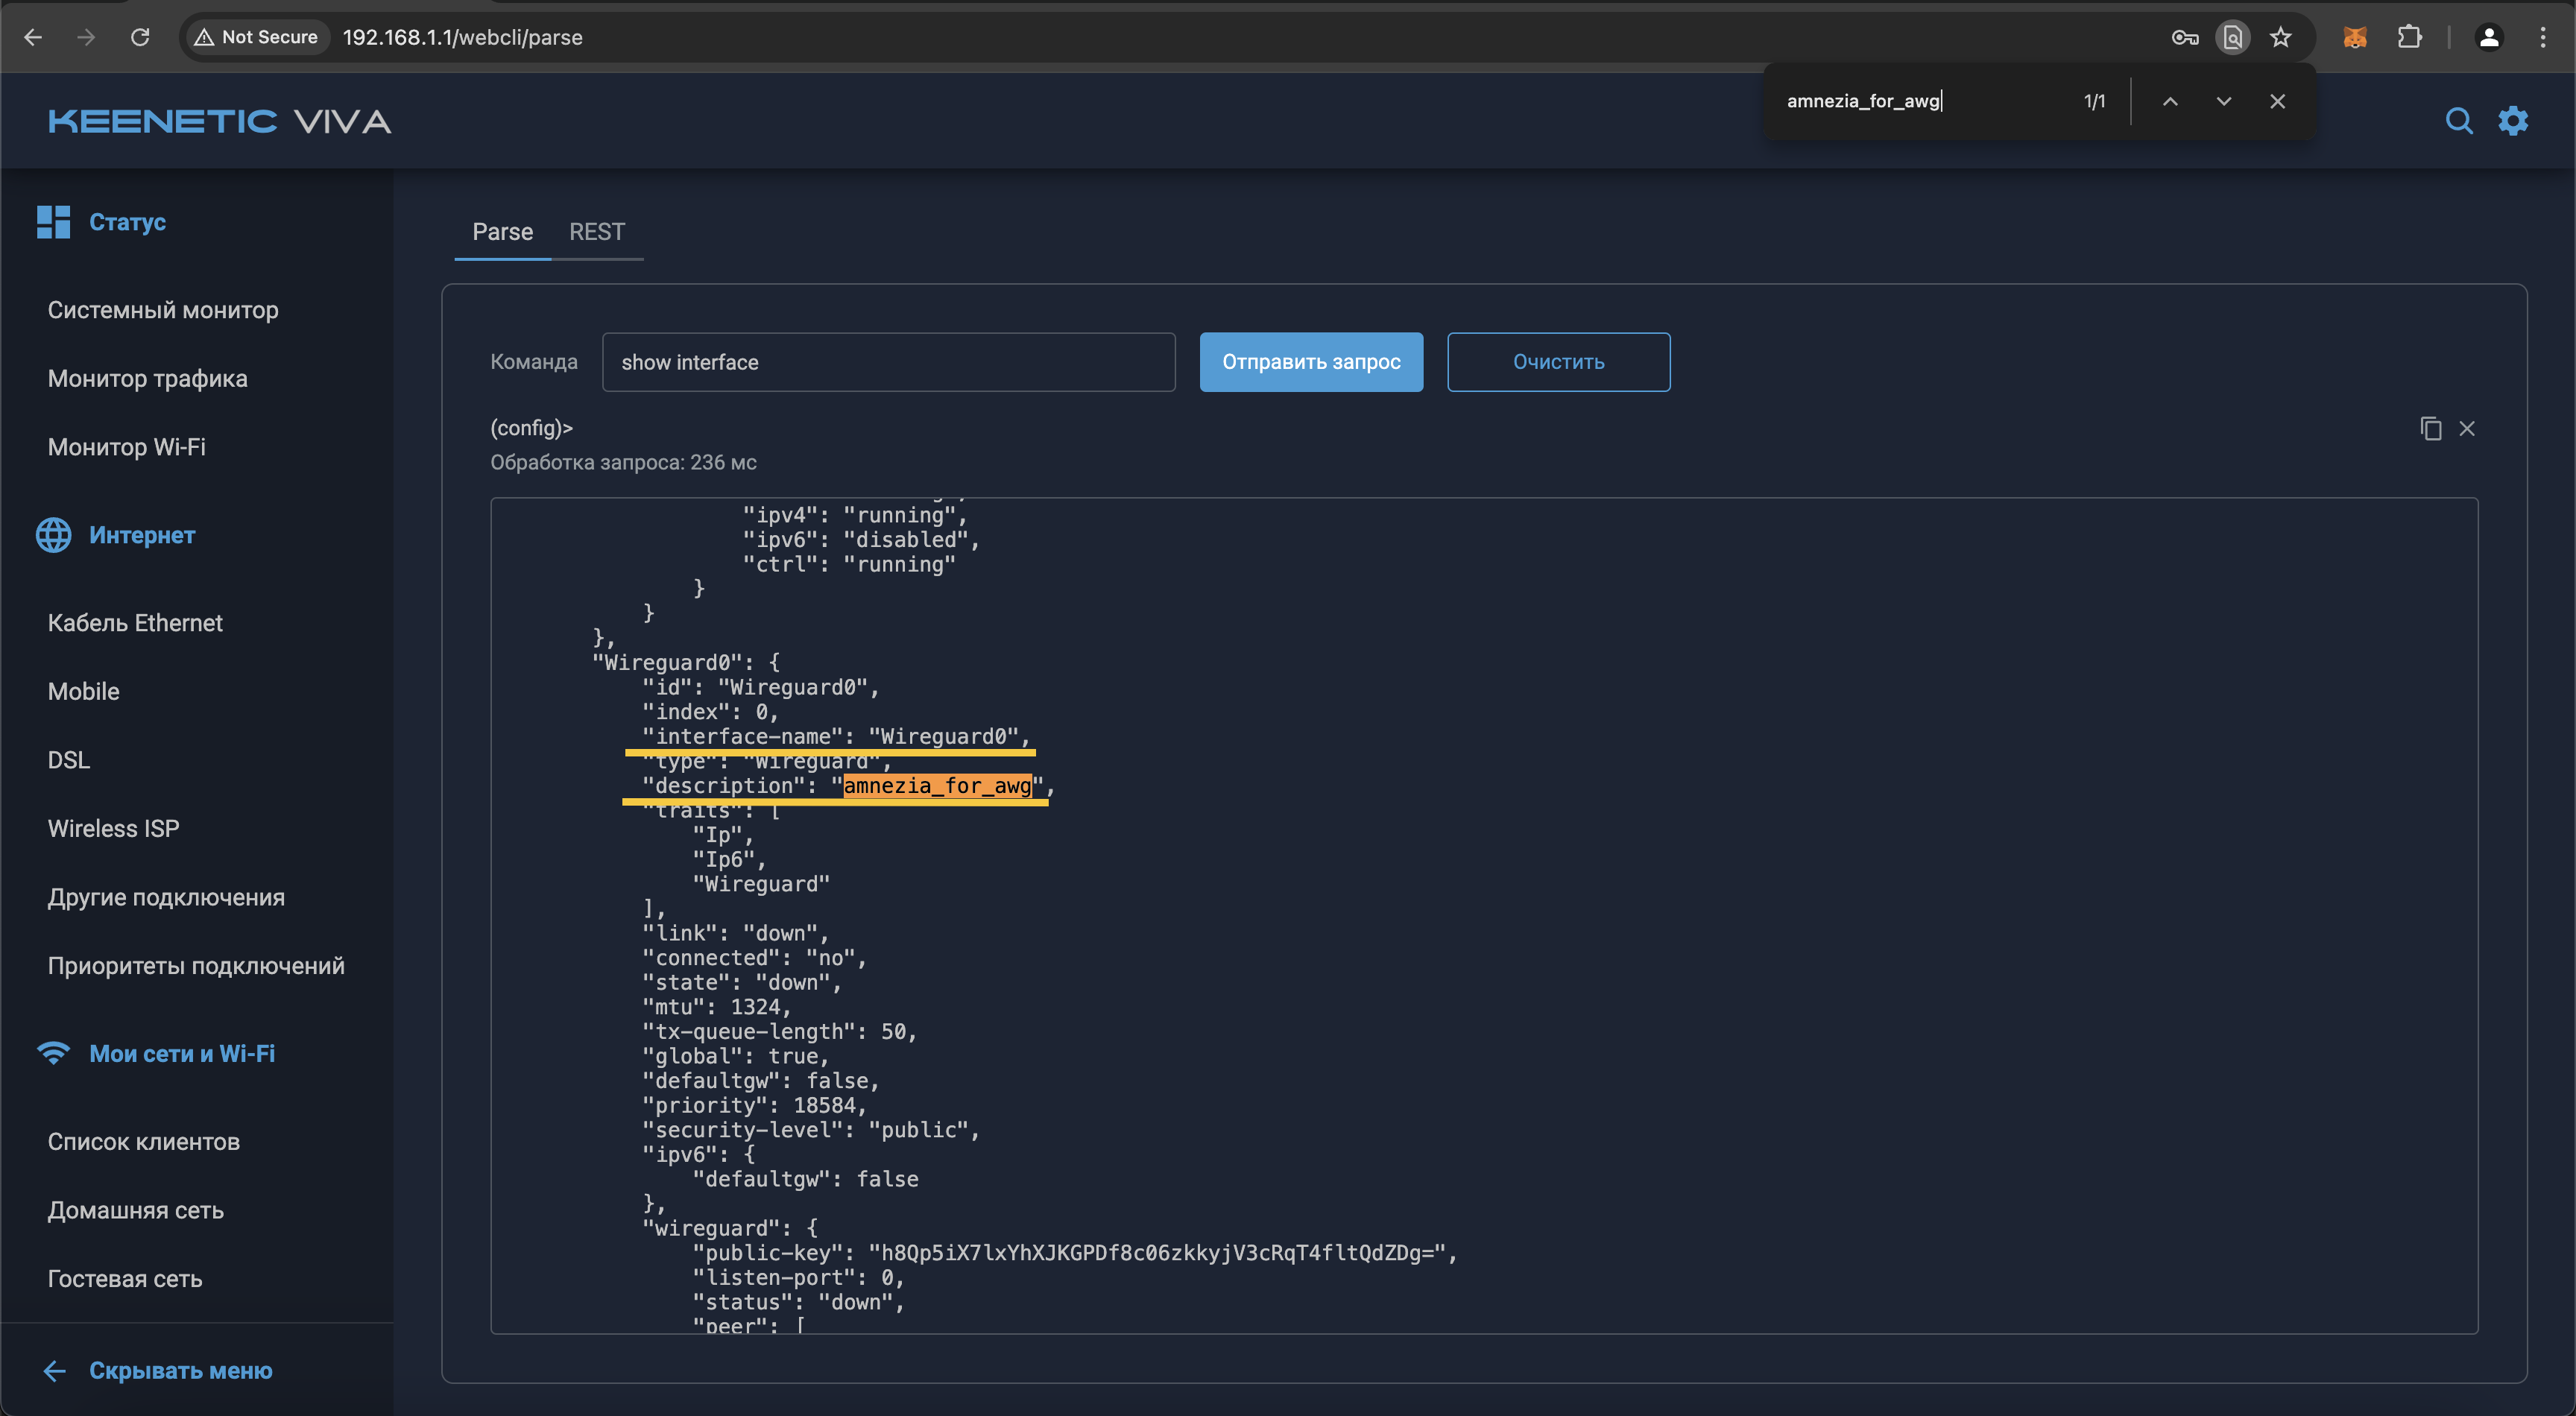 Not Secure
192.168.1.1/webcli/parse
amnezia_for_awg
1/1
KEENETIC VIVA
Статус
Системный монитор
Монитор трафика
Монитор Wi-Fi
Интернет
Кабель Ethernet
Mobile
DSL
Wireless ISP
Другие подключения
Приоритеты подключений
Мои сети и Wi-Fi
Список клиентов
Домашняя сеть
Гостевая сеть
Скрывать меню
Parse
REST
Команда
show interface
Отправить запрос
Очистить
(config)>
Обработка запроса: 236 мс
"ipv4": "running",
"ipv6": "disabled",
"ctrl": "running"
}
}
},
"Wireguard0": {
"id": "Wireguard0",
"index": 0,
"interface-name": "Wireguard0",
"type": "Wireguard",
"description": "amnezia_for_awg",
"traits": [
"Ip",
"Ip6",
"Wireguard"
],
"link": "down",
"connected": "no",
"state": "down",
"mtu": 1324,
"tx-queue-length": 50,
"global": true,
"defaultgw": false,
"priority": 18584,
"security-level": "public",
"ipv6": {
"defaultgw": false
},
"wireguard": {
"public-key": "h8Qp5iX7lxYhXJKGPDf8c06zkkyjV3cRqT4fltQdZDg=",
"listen-port": 0,
"status": "down",
"peer": [